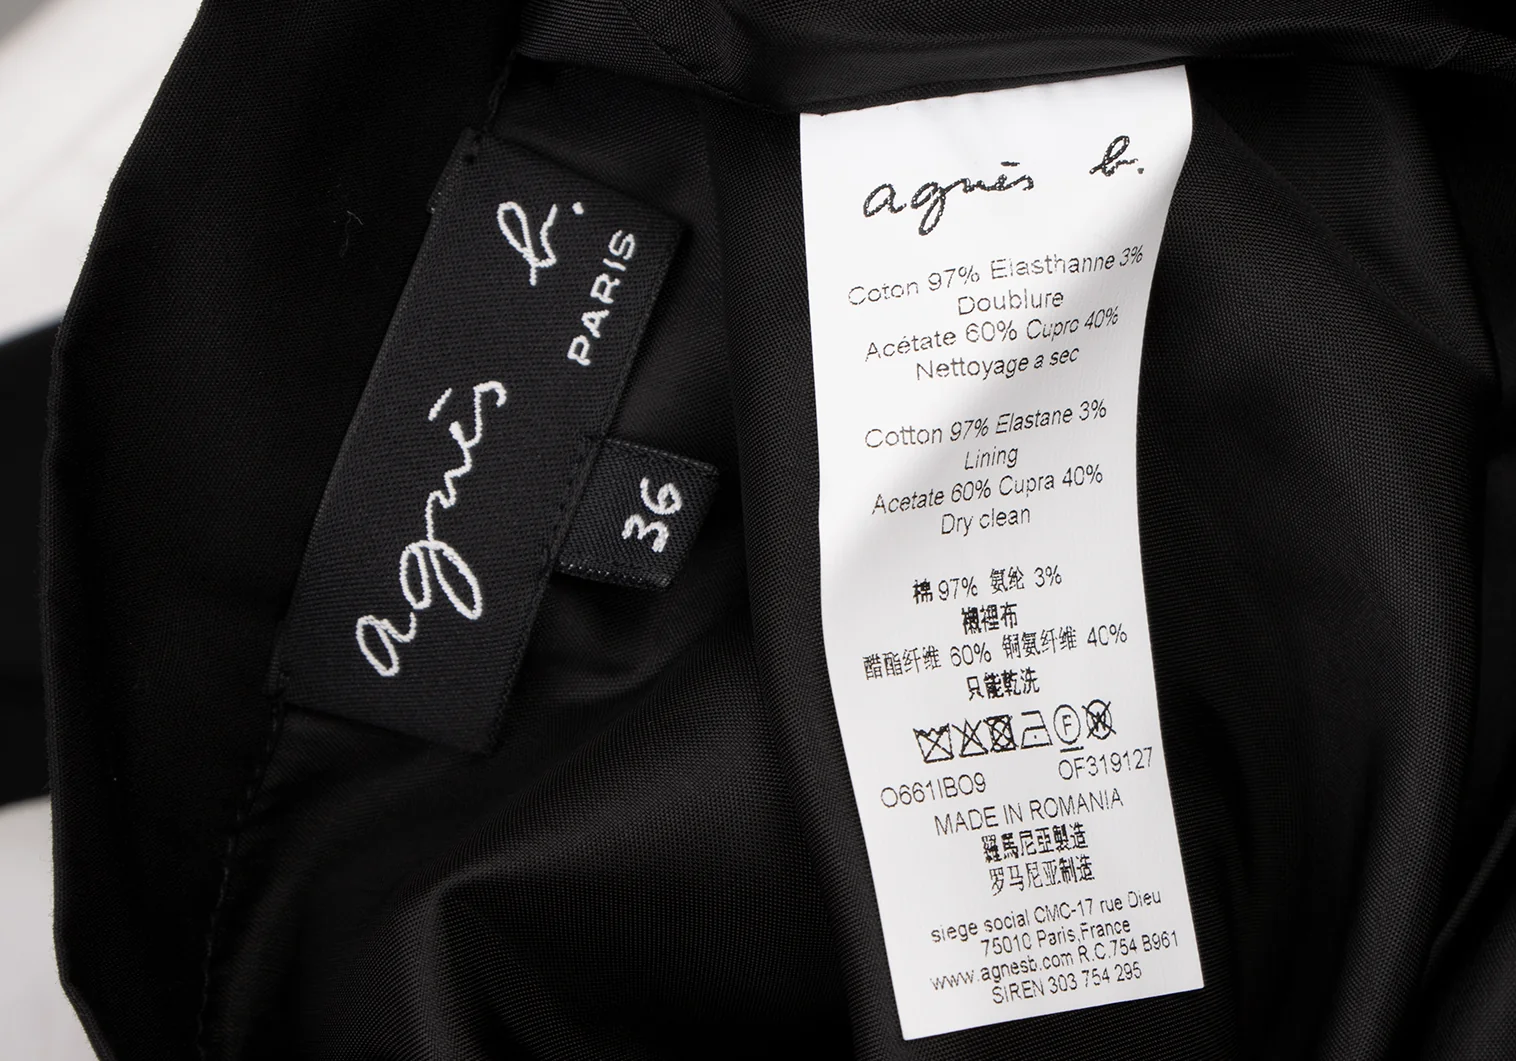 agnès b.
PARIS
36
agnès b.
Coton 97% Elasthanne 3%
Doublure
Acétate 60% Cupro 40%
Nettoyage a sec
Cotton 97% Elastane 3%
Lining
Acetate 60% Cupra 40%
Dry clean
棉 97% 氨纶 3%
襯裡布
醋酯纤维 60% 铜氨纤维 40%
只能乾洗
F
O661IBO9 OF319127
MADE IN ROMANIA
羅馬尼亞製造
罗马尼亚制造
siege social CMC-17 rue Dieu
75010 Paris,France
www.agnesb.com R.C.754 B961
SIREN 303 754 295